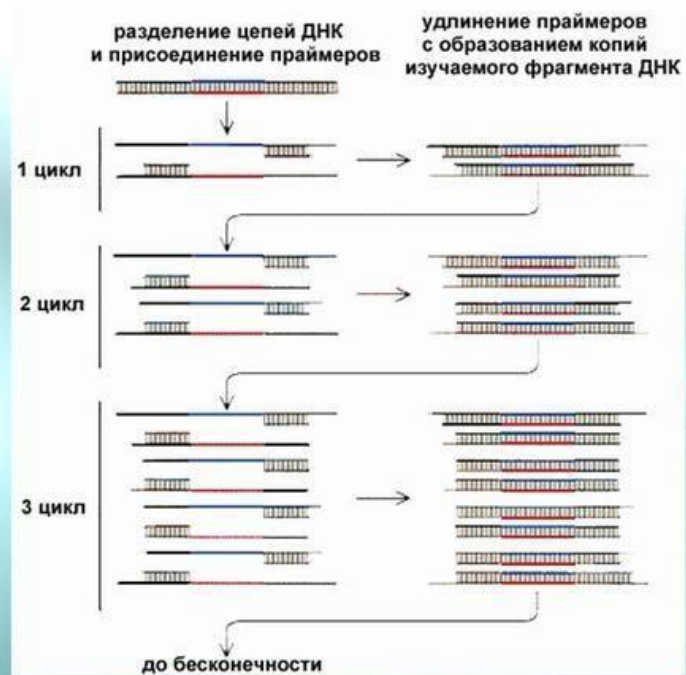 разделение цепей ДНК
и присоединение праймеров
удлинение праймеров
с образованием копий
изучаемого фрагмента ДНК
1 цикл
2 цикл
3 цикл
до бесконечности